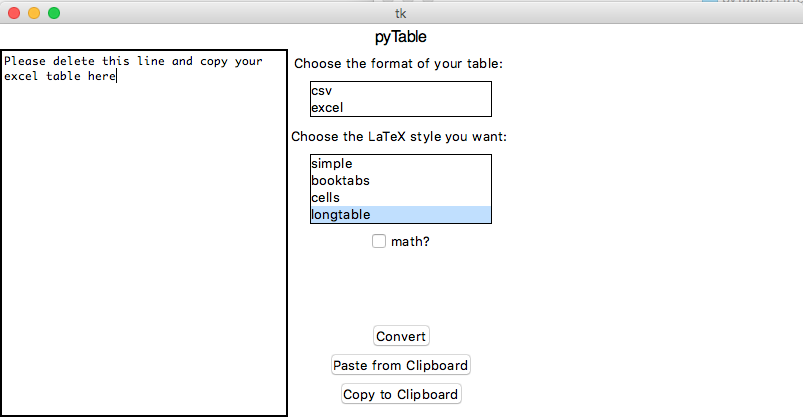 tk
pyTable
Please delete this line and copy your
excel table here
Choose the format of your table:
csv
excel
Choose the LaTeX style you want:
simple
booktabs
cells
longtable
math?
Convert
Paste from Clipboard
Copy to Clipboard